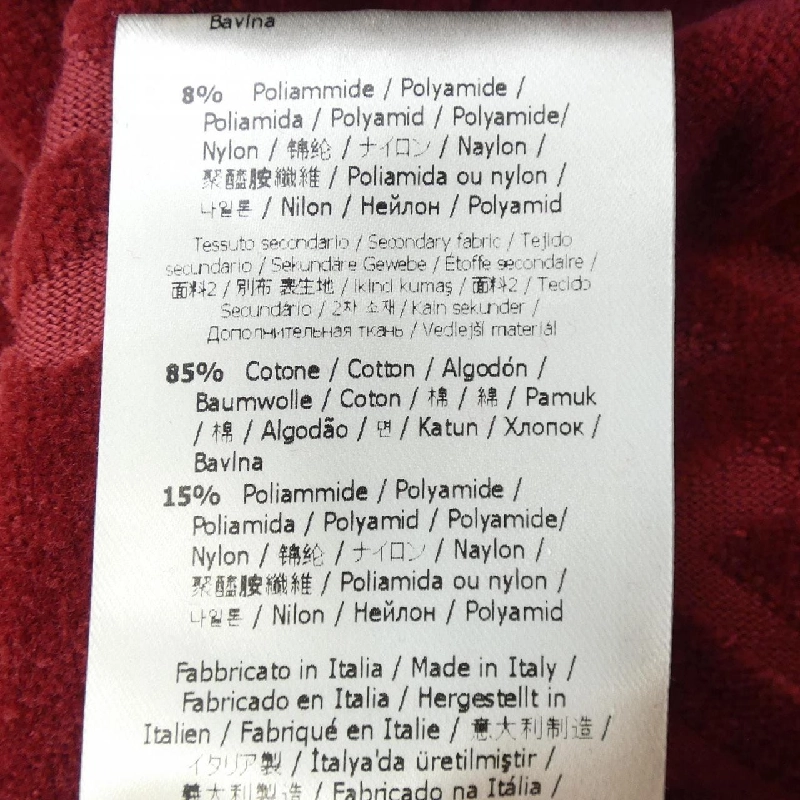 Bavlna
8% Poliammide / Polyamide /
Poliamida / Polyamid / Polyamide/
Nylon / 锦纶 / ナイロン / Naylon /
聚醯胺纖維 / Poliamida ou nylon /
나일론 / Nilon / Нейлон / Polyamid
Tessuto secondario / Secondary fabric / Tejido
secundario / Sekundäre Gewebe / Étoffe secondaire /
面料2 / 別布 裏生地 / İkinci kumaş / 面料2 / Tecido
Secundário / 2차 소재 / Kain sekunder /
Дополнительная ткань / Vedlejší materiál
85% Cotone / Cotton / Algodón /
Baumwolle / Coton / 棉 / 綿 / Pamuk
/ 棉 / Algodão / 면 / Katun / Хлопок /
Bavlna
15% Poliammide / Polyamide /
Poliamida / Polyamid / Polyamide/
Nylon / 锦纶 / ナイロン / Naylon /
聚醯胺纖維 / Poliamida ou nylon /
나일론 / Nilon / Нейлон / Polyamid
Fabbricato in Italia / Made in Italy /
Fabricado en Italia / Hergestellt in
Italien / Fabriqué en Italie / 意大利制造 /
イタリア製 / İtalya'da üretilmiştir /
義大利製造 / Fabricado na Itália /